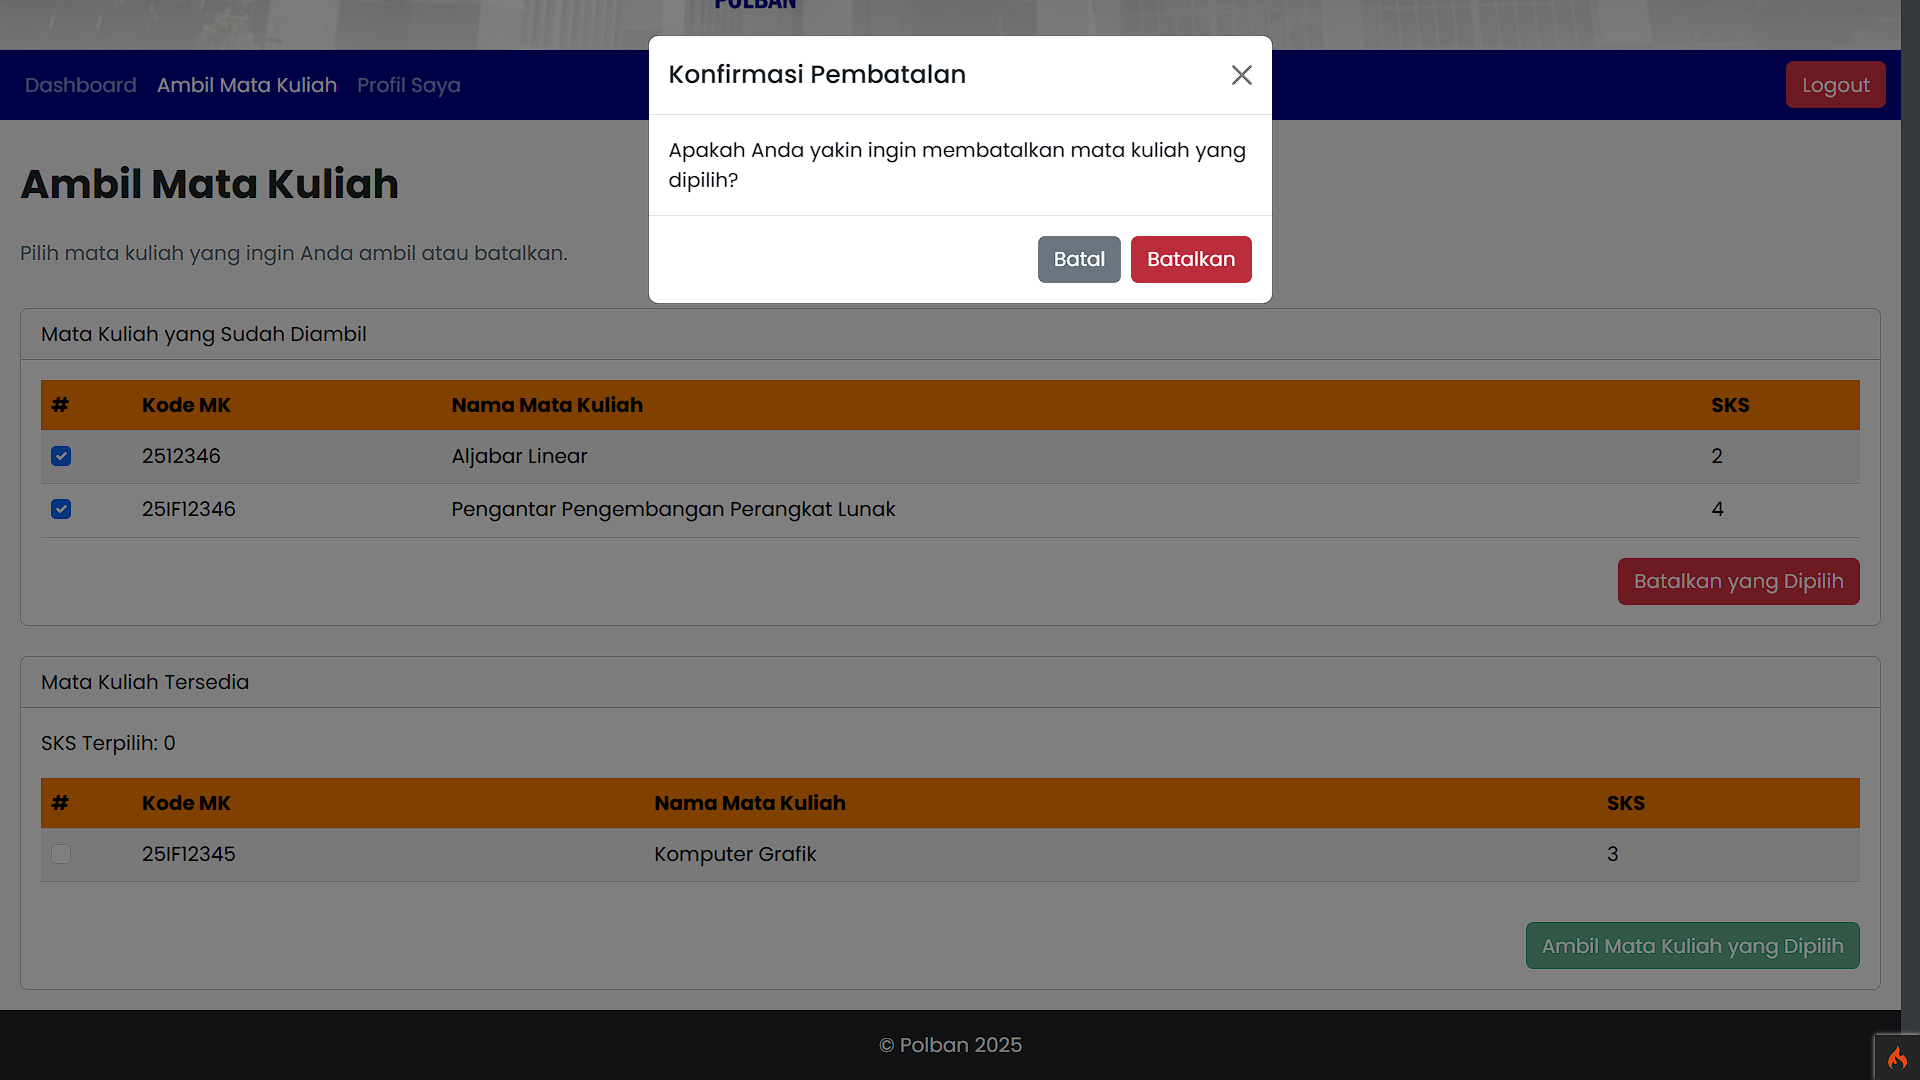 POLBAN
Dashboard Ambil Mata Kuliah Profil Saya
Logout
Konfirmasi Pembatalan
Apakah Anda yakin ingin membatalkan mata kuliah yang
dipilih?
Batal Batalkan
Ambil Mata Kuliah
Pilih mata kuliah yang ingin Anda ambil atau batalkan.
Mata Kuliah yang Sudah Diambil
# Kode MK Nama Mata Kuliah SKS
2512346 Aljabar Linear 2
25IF12346 Pengantar Pengembangan Perangkat Lunak 4
Batalkan yang Dipilih
Mata Kuliah Tersedia
SKS Terpilih: 0
# Kode MK Nama Mata Kuliah SKS
25IF12345 Komputer Grafik 3
Ambil Mata Kuliah yang Dipilih
© Polban 2025